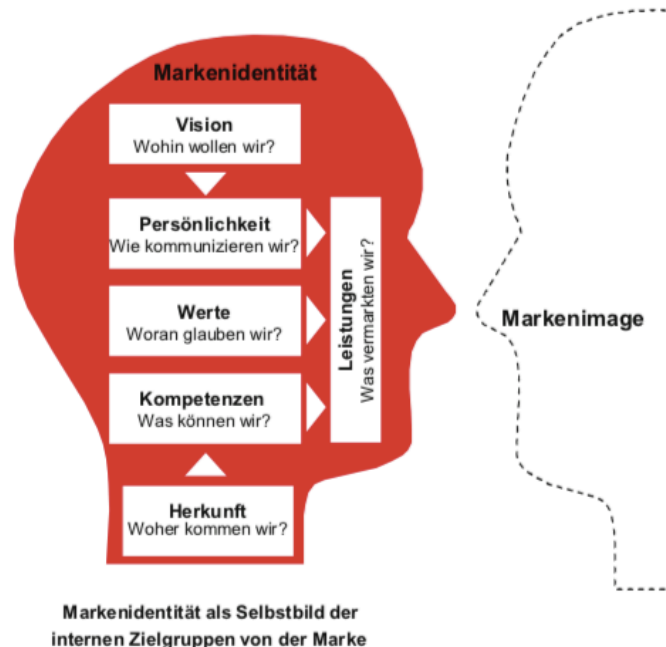 Markenidentität
Vision
Wohin wollen wir?
Persönlichkeit
Wie kommunizieren wir?
Werte
Woran glauben wir?
Kompetenzen
Was können wir?
Herkunft
Woher kommen wir?
Leistungen
Was vermarkten wir?
Markenimage
Markenidentität als Selbstbild der
internen Zielgruppen von der Marke